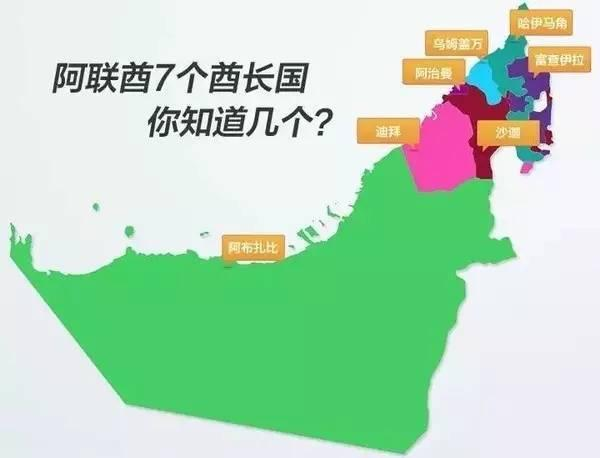 阿联酋7个酋长国
你知道几个?
哈伊马角
乌姆盖万
富查伊拉
阿治曼
迪拜
沙迦
阿布扎比